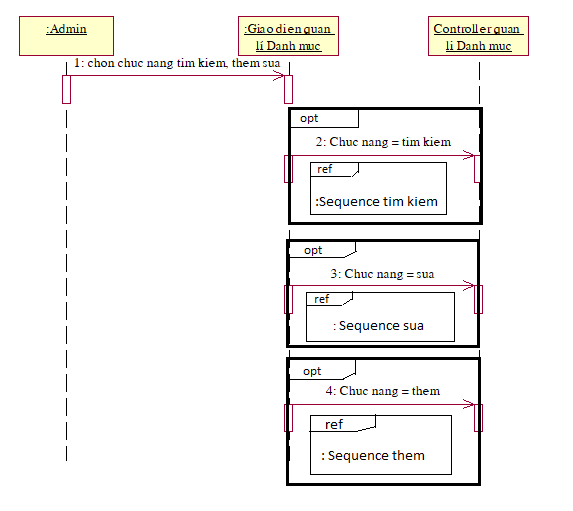 :Admin
:Giao dien quan
lí Danh muc
Controller quan
lí Danh muc
1: chon chuc nang tim kiem, them sua
opt
2: Chuc nang = tim kiem
ref
:Sequence tim kiem
opt
3: Chuc nang = sua
ref
: Sequence sua
opt
4: Chuc nang = them
ref
: Sequence them